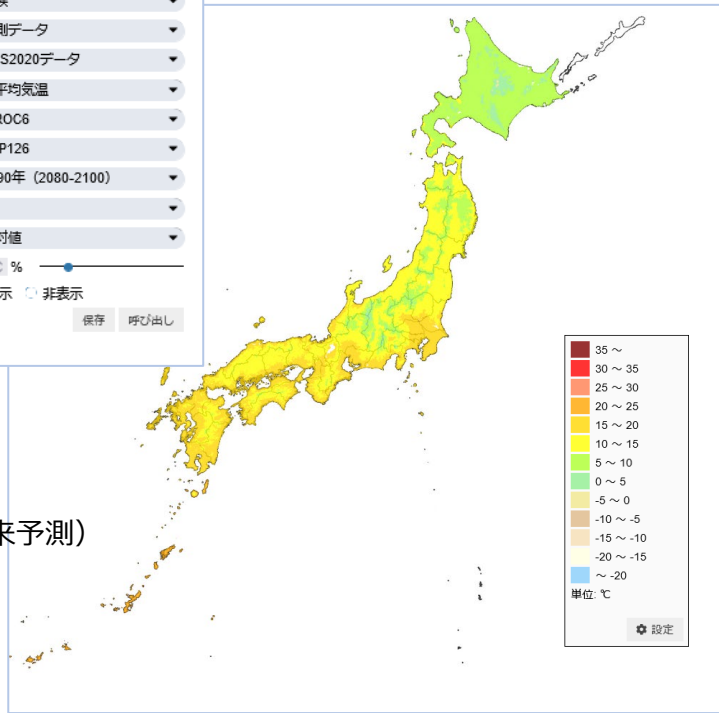 測データ
S2020データ
平均気温
ROC6
P126
90年（2080-2100）
対値
%
示 非表示
保存 呼び出し
35 ～
30 ～ 35
25 ～ 30
20 ～ 25
15 ～ 20
10 ～ 15
5 ～ 10
0 ～ 5
-5 ～ 0
-10 ～ -5
-15 ～ -10
-20 ～ -15
～ -20
単位: ℃
設定
来予測）